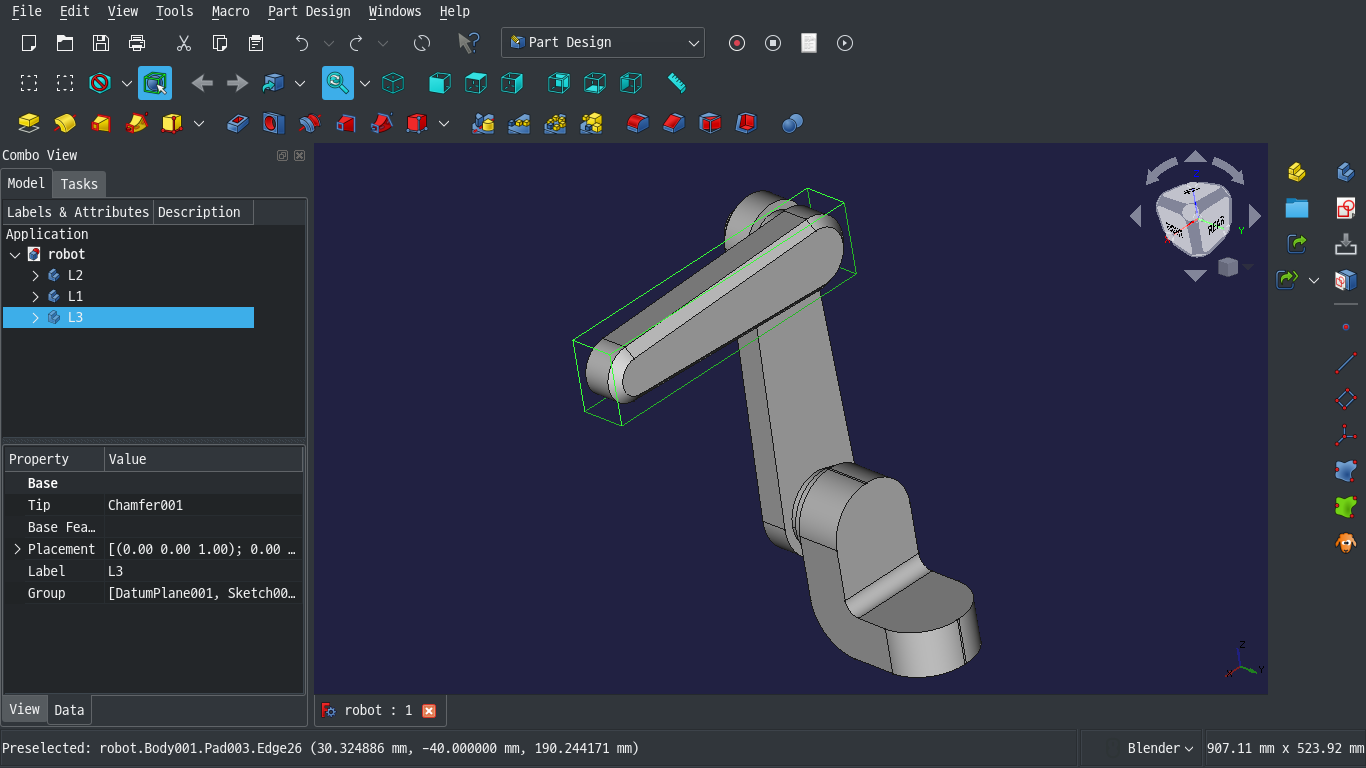 File Edit View Tools Macro Part Design Windows Help
Part Design
Combo View
Model Tasks
Labels & Attributes Description
Application
robot
L2
L1
L3
Property Value
Base
Tip Chamfer001
Base Fea…
Placement [(0.00 0.00 1.00); 0.00 …
Label L3
Group [DatumPlane001, Sketch00…
View Data
REAR
Z
Y
Z
X
Y
robot : 1
Preselected: robot.Body001.Pad003.Edge26 (30.324886 mm, -40.000000 mm, 190.244171 mm)
Blender
907.11 mm x 523.92 mm